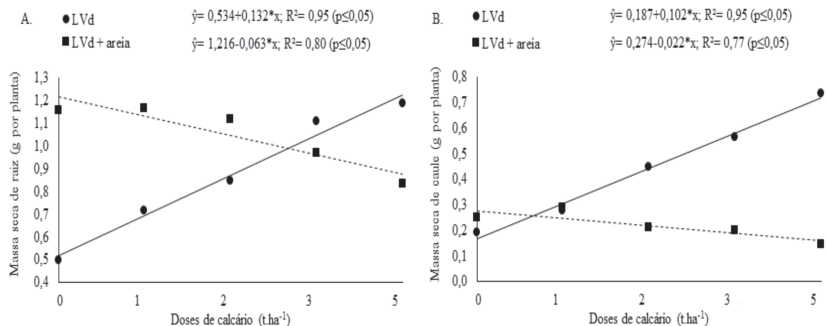 A.
LVd
ŷ= 0,534+0,132*x; R²= 0,95 (p≤0,05)
LVd + areia
ŷ= 1,216-0,063*x; R²= 0,80 (p≤0,05)
Massa seca de raiz (g por planta)
1,3
1,2
1,1
1,0
0,9
0,8
0,7
0,6
0,5
0,4
0
1
2
3
5
Doses de calcário (t.ha⁻¹)
B.
LVd
ŷ= 0,187+0,102*x; R²= 0,95 (p≤0,05)
LVd + areia
ŷ= 0,274-0,022*x; R²= 0,77 (p≤0,05)
Massa seca de caule (g por planta)
0,8
0,7
0,6
0,5
0,4
0,3
0,2
0,1
0,0
0
1
2
3
5
Doses de calcário (t.ha⁻¹)